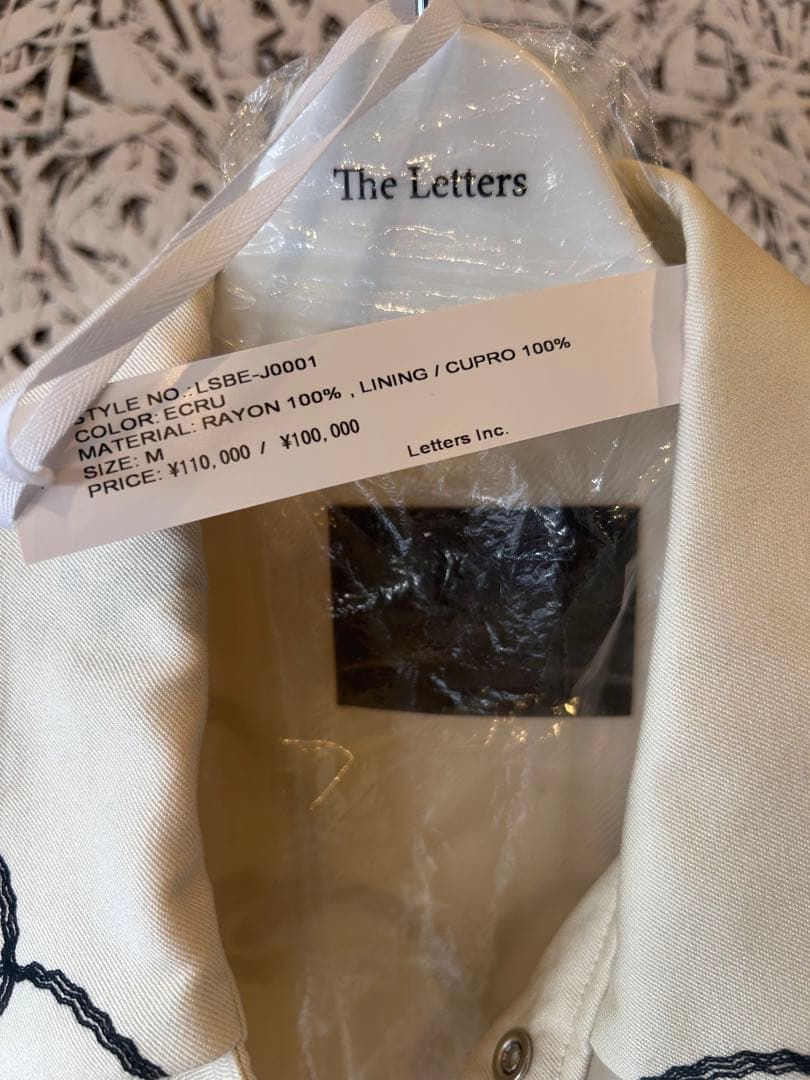 The Letters
STYLE NO.: LSBE-J0001
COLOR: ECRU
MATERIAL: RAYON 100% , LINING / CUPRO 100%
SIZE: M
PRICE: ¥110,000 / ¥100,000
Letters Inc.